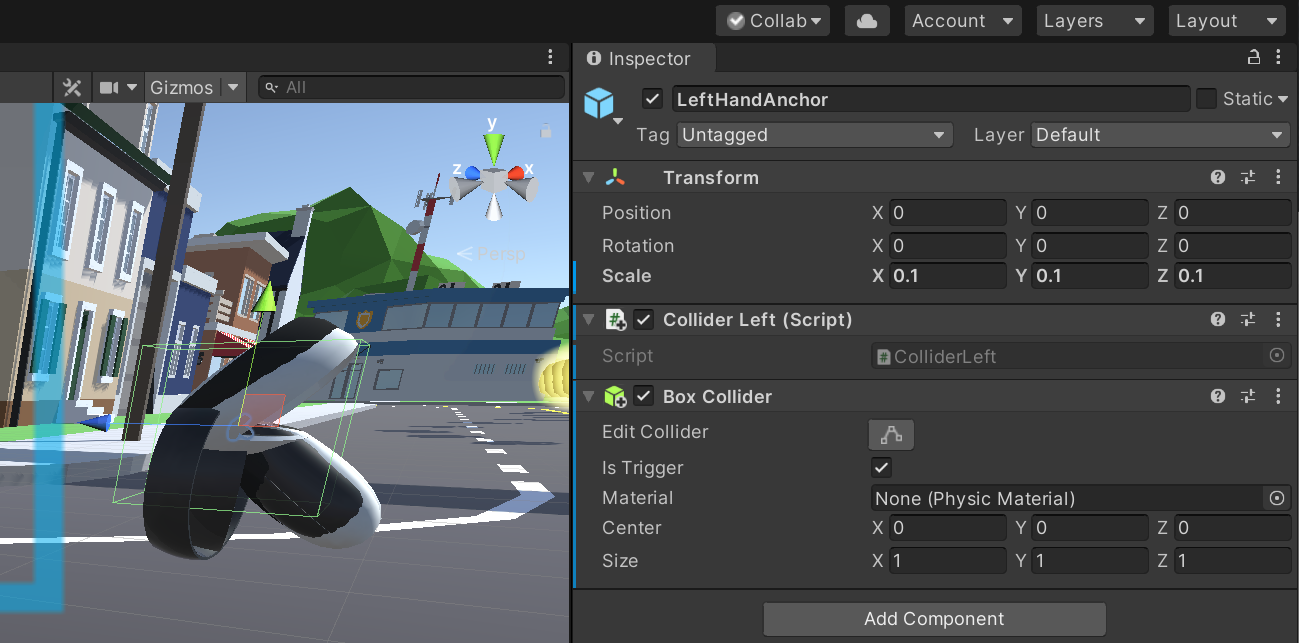 Collab Account Layers Layout
Inspector
Gizmos All
LeftHandAnchor Static
Tag Untagged Layer Default
y
z x
Persp
Transform
Position X 0 Y 0 Z 0
Rotation X 0 Y 0 Z 0
Scale X 0.1 Y 0.1 Z 0.1
# Collider Left (Script)
Script # ColliderLeft
Box Collider
Edit Collider
Is Trigger
Material None (Physic Material)
Center X 0 Y 0 Z 0
Size X 1 Y 1 Z 1
Add Component